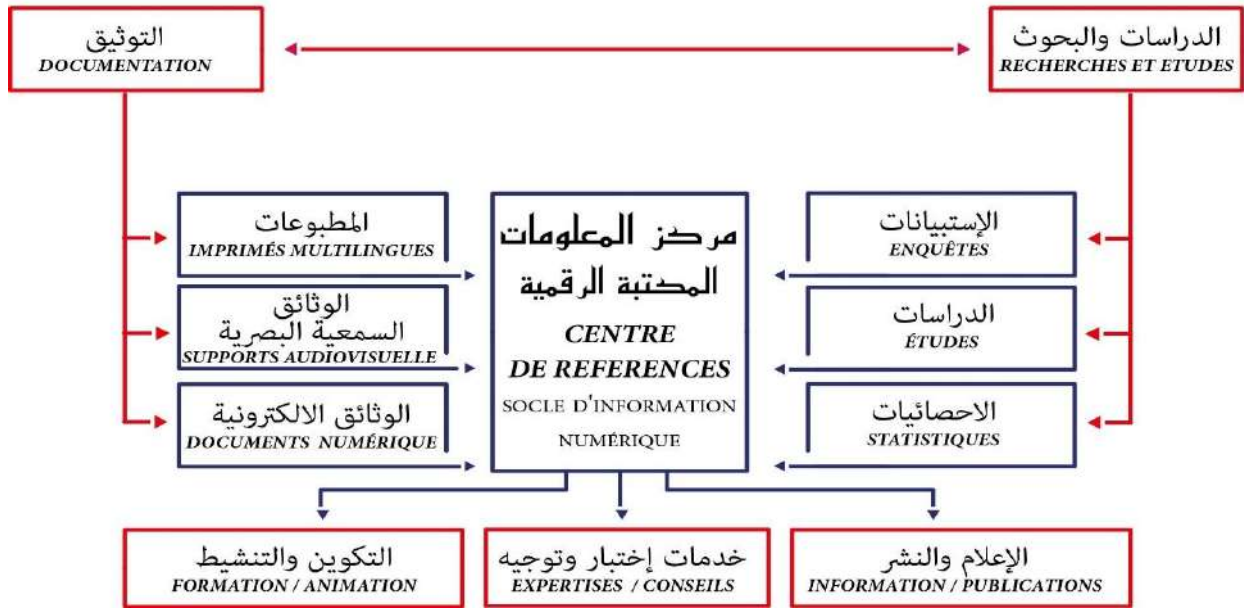 التوثيق
DOCUMENTATION
الدراسات والبحوث
RECHERCHES ET ETUDES
المطبوعات
IMPRIMÉS MULTILINGUES
الوثائق
السمعية البصرية
SUPPORTS AUDIOVISUELLE
الوثائق الالكترونية
DOCUMENTS NUMÉRIQUE
مركز المعلومات
المكتبة الرقمية
CENTRE
DE REFERENCES
SOCLE D'INFORMATION
NUMÉRIQUE
الإستبيانات
ENQUÊTES
الدراسات
ÉTUDES
الاحصائيات
STATISTIQUES
التكوين والتنشيط
FORMATION / ANIMATION
خدمات إختبار وتوجيه
EXPERTISES / CONSEILS
الإعلام والنشر
INFORMATION / PUBLICATIONS